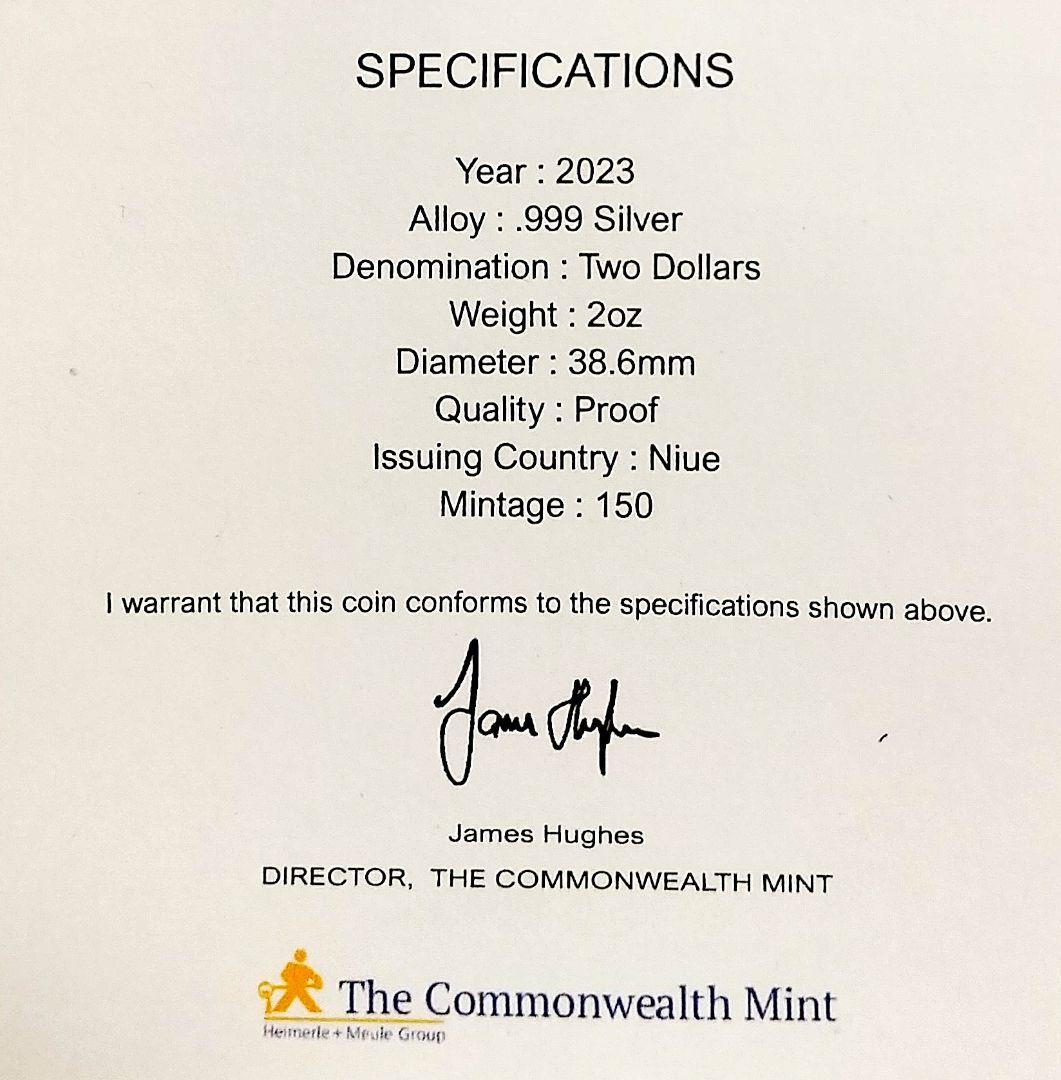 SPECIFICATIONS
Year : 2023
Alloy : .999 Silver
Denomination : Two Dollars
Weight : 2oz
Diameter : 38.6mm
Quality : Proof
Issuing Country : Niue
Mintage : 150
I warrant that this coin conforms to the specifications shown above.
James Hughes
James Hughes
DIRECTOR, THE COMMONWEALTH MINT
The Commonwealth Mint
Heimerle + Meule Group